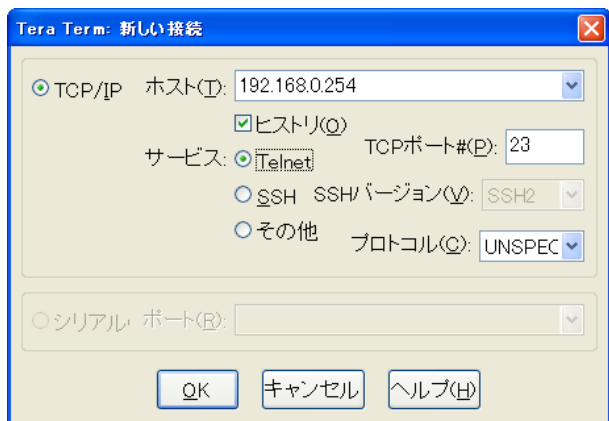 Tera Term: 新しい接続
TCP/IP ホスト(T): 192.168.0.254
ヒストリ(O)
サービス: Telnet TCPポート#(P): 23
SSH SSHバージョン(V): SSH2
その他 プロトコル(C): UNSPEC
シリアル ポート(R):
OK キャンセル ヘルプ(H)